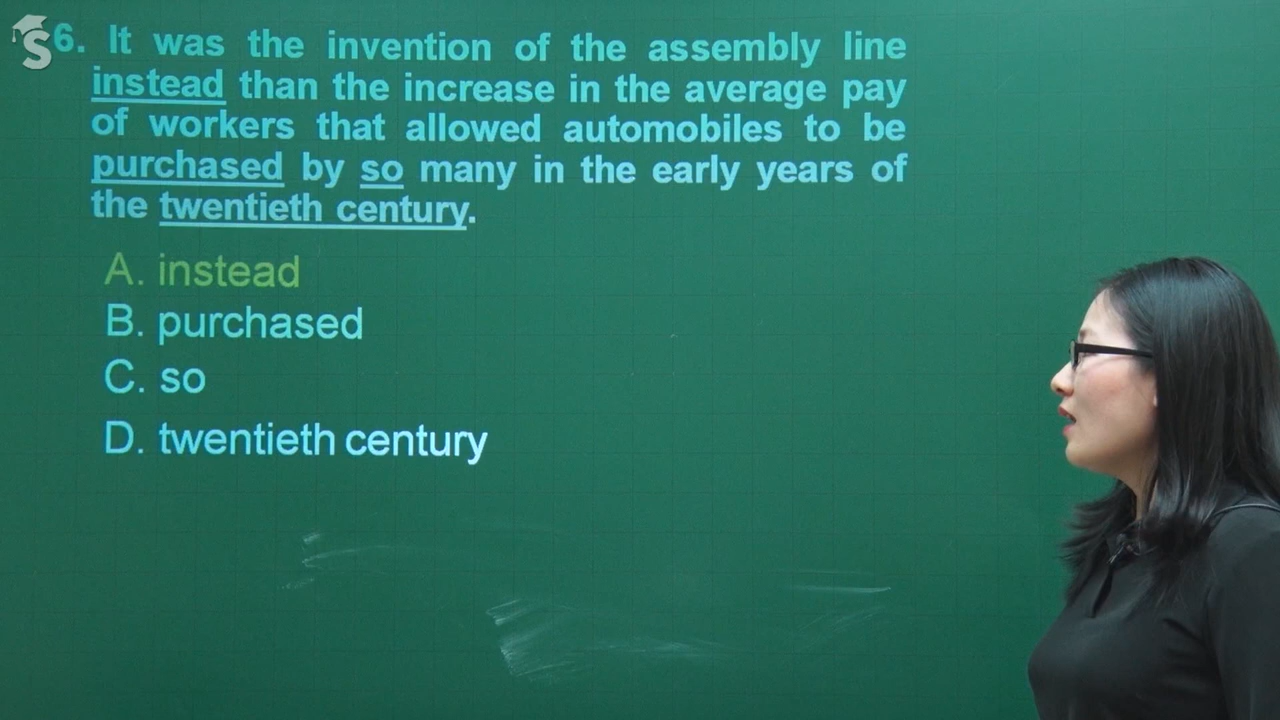 6. It was the invention of the assembly line
instead than the increase in the average pay
of workers that allowed automobiles to be
purchased by so many in the early years of
the twentieth century.
A. instead
B. purchased
C. so
D. twentieth century
S